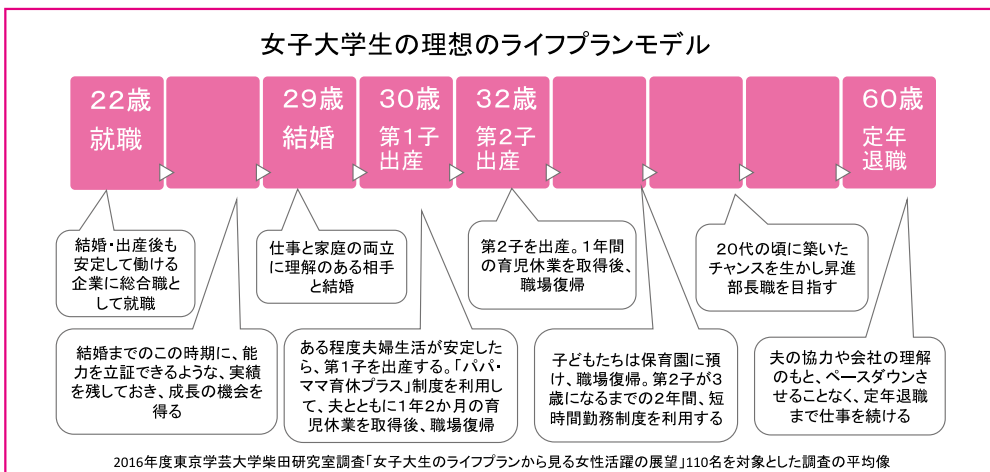 女子大学生の理想のライフプランモデル
22歳
就職
29歳
結婚
30歳
第1子
出産
32歳
第2子
出産
60歳
定年
退職
結婚・出産後も
安定して働ける
企業に総合職と
して就職
結婚までのこの時期に、能
力を立証できるような、実績
を残しておき、成長の機会を
得る
仕事と家庭の両立
に理解のある相手
と結婚
ある程度夫婦生活が安定した
ら、第1子を出産する。「パパ・
ママ育休プラス」制度を利用し
て、夫とともに1年2か月の育
児休業を取得後、職場復帰
第2子を出産。1年間
の育児休業を取得後、
職場復帰
子どもたちは保育園に預
け、職場復帰。第2子が3
歳になるまでの2年間、短
時間勤務制度を利用する
20代の頃に築いた
チャンスを生かし昇進
部長職を目指す
夫の協力や会社の理解
のもと、ペースダウンさ
せることなく、定年退職
まで仕事を続ける
2016年度東京学芸大学柴田研究室調査「女子大生のライフプランから見る女性活躍の展望」110名を対象とした調査の平均像